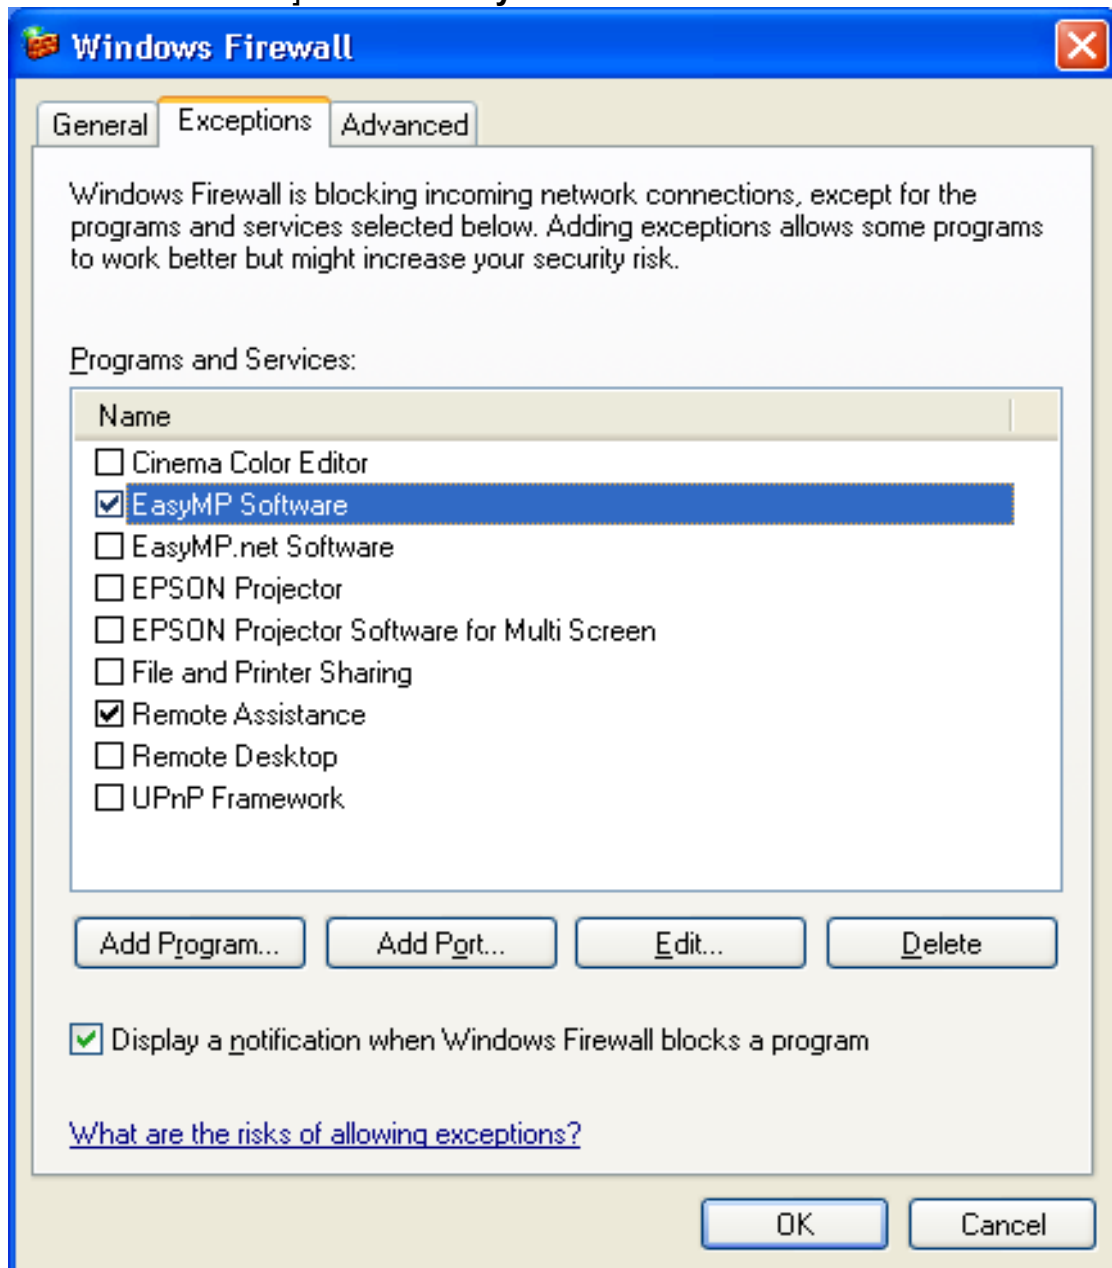 Windows Firewall
General
Exceptions
Advanced
Windows Firewall is blocking incoming network connections, except for the
programs and services selected below. Adding exceptions allows some programs
to work better but might increase your security risk.
Programs and Services:
Name
Cinema Color Editor
EasyMP Software
EasyMP.net Software
EPSON Projector
EPSON Projector Software for Multi Screen
File and Printer Sharing
Remote Assistance
Remote Desktop
UPnP Framework
Add Program...
Add Port...
Edit...
Delete
Display a notification when Windows Firewall blocks a program
What are the risks of allowing exceptions?
OK
Cancel